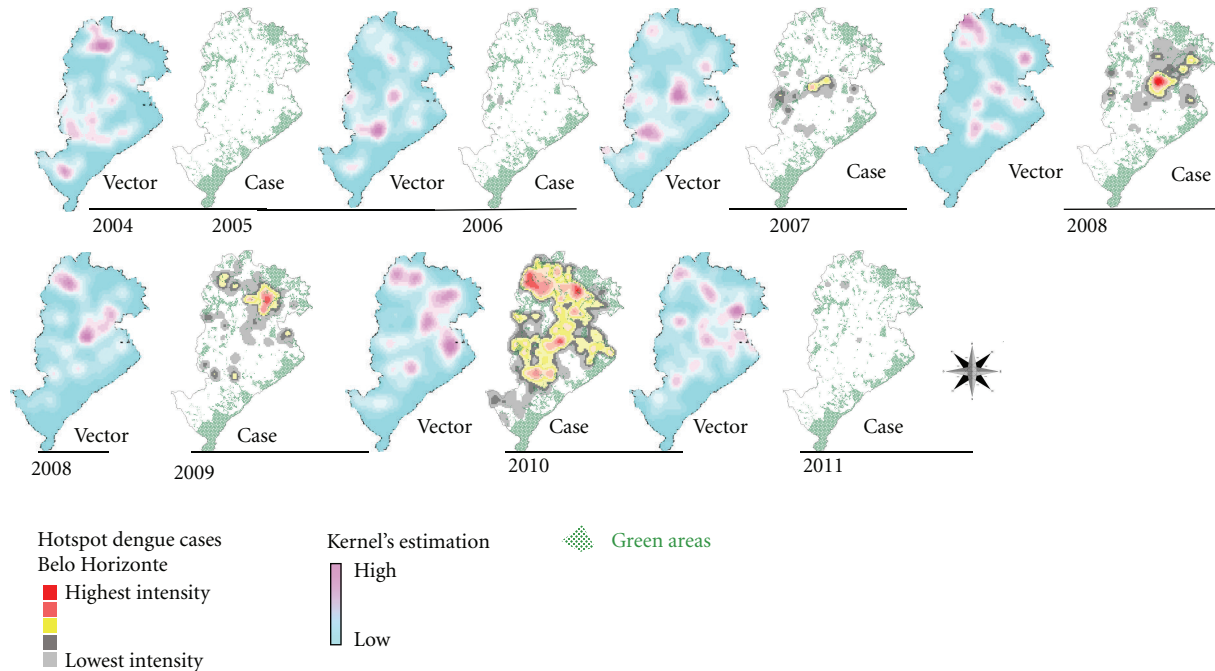 Vector
Case
Vector
Case
Vector
Case
Vector
Case
2004
2005
2006
2007
2008
Vector
Case
Vector
Case
Vector
Case
2008
2009
2010
2011
Hotspot dengue cases
Belo Horizonte
Highest intensity
Lowest intensity
Kernel's estimation
High
Low
Green areas